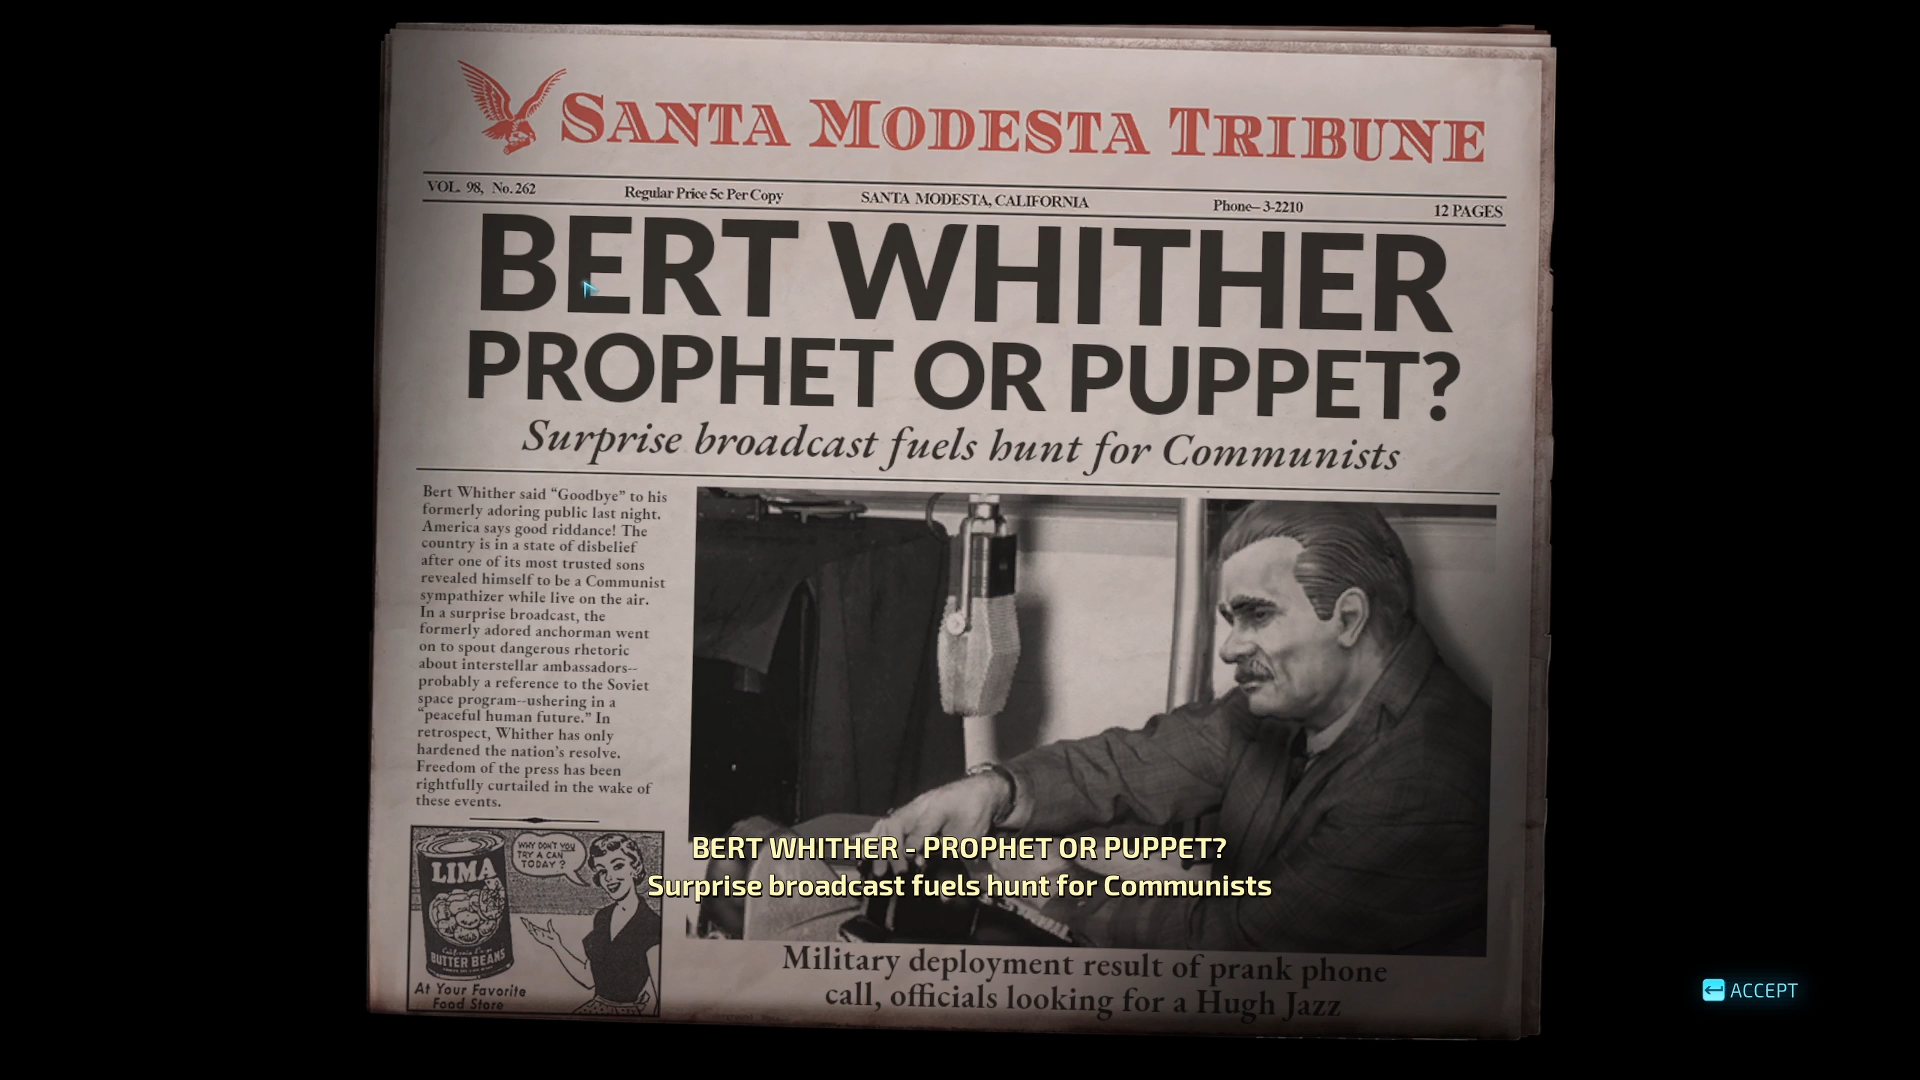 SANTA MODESTA TRIBUNE
VOL. 98, No. 262
Regular Price 5c Per Copy
SANTA MODESTA, CALIFORNIA
Phone– 3-2210
12 PAGES
BERT WHITHER
PROPHET OR PUPPET?
Surprise broadcast fuels hunt for Communists
Bert Whither said “Goodbye” to his
formerly adoring public last night.
America says good riddance! The
country is in a state of disbelief
after one of its most trusted sons
revealed himself to be a Communist
sympathizer while live on the air.
In a surprise broadcast, the
formerly adored anchorman went
on to spout dangerous rhetoric
about interstellar ambassadors--
probably a reference to the Soviet
space program--ushering in a
“peaceful human future.” In
retrospect, Whither has only
hardened the nation’s resolve.
Freedom of the press has been
rightfully curtailed in the wake of
these events.
WHY DON'T YOU
TRY A CAN
TODAY?
LIMA
BUTTER BEANS
At Your Favorite
Food Store
BERT WHITHER - PROPHET OR PUPPET?
Surprise broadcast fuels hunt for Communists
Military deployment result of prank phone
call, officials looking for a Hugh Jazz
ACCEPT